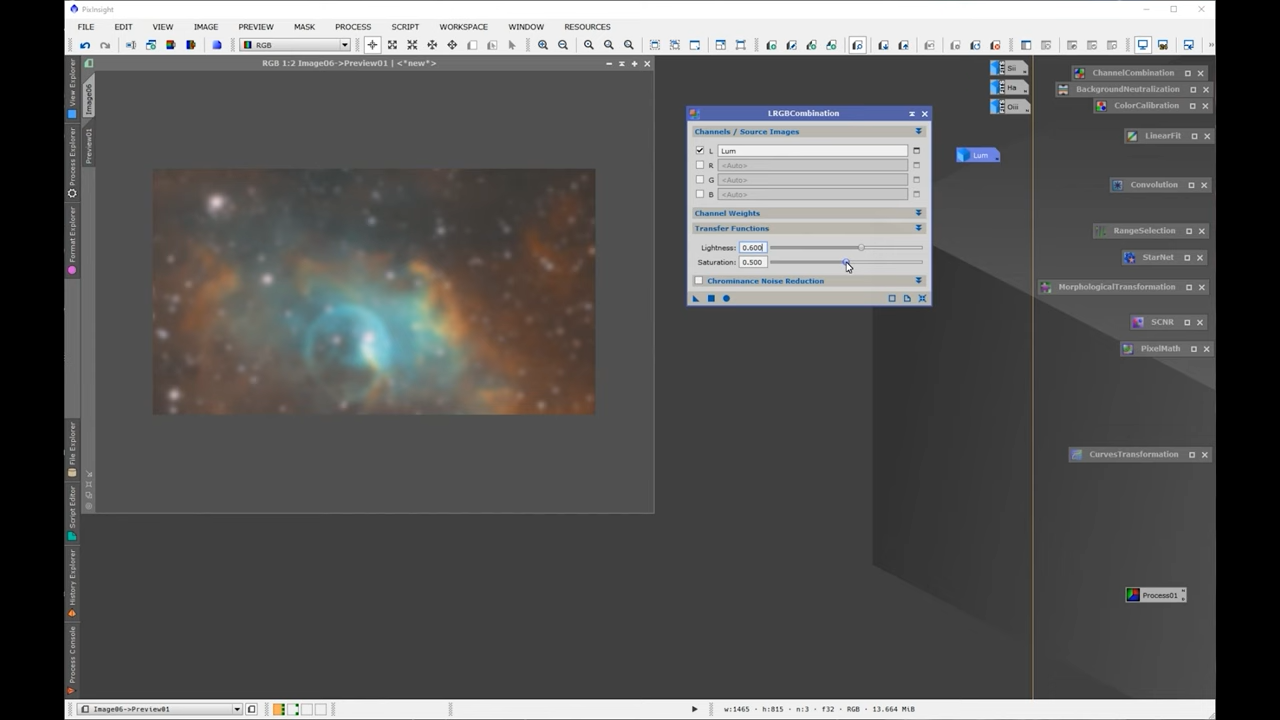 PixInsight
FILE EDIT VIEW IMAGE PREVIEW MASK PROCESS SCRIPT WORKSPACE WINDOW RESOURCES
RGB
RGB 1:2 Image06->Preview01 | <*new*>
View Explorer
Process Explorer
Format Explorer
File Explorer
Script Editor
History Explorer
Process Console
Image06
Preview01
LRGBCombination
Channels / Source Images
L Lum
R <Auto>
G <Auto>
B <Auto>
Channel Weights
Transfer Functions
Lightness: 0.600
Saturation: 0.500
Chrominance Noise Reduction
Sii
Ha
Oiii
Lum
ChannelCombination
BackgroundNeutralization
ColorCalibration
LinearFit
Convolution
RangeSelection
StarNet
MorphologicalTransformation
SCNR
PixelMath
CurvesTransformation
Process01
Image06->Preview01
w:1465 · h:815 · n:3 · f32 · RGB · 13.664 MiB